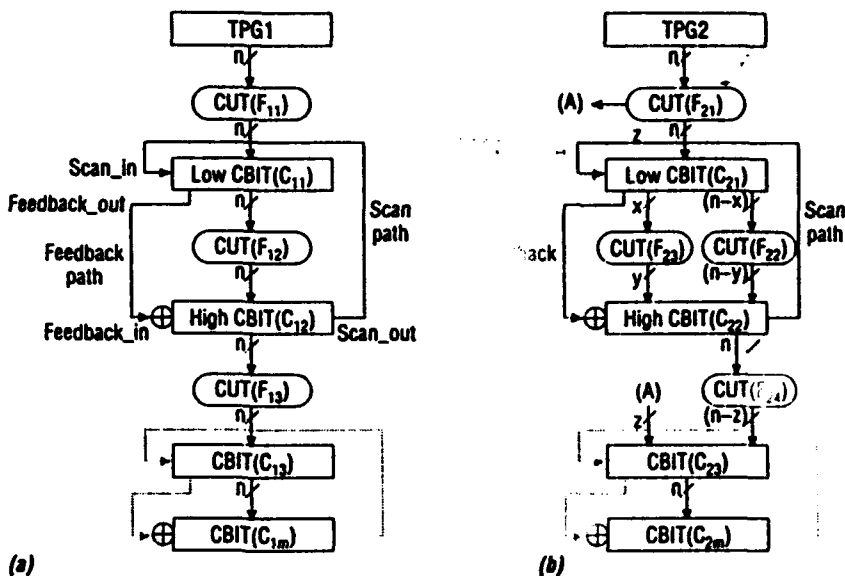 TPG1
n
CUT(F11)
n
Scan_in
Low CBIT(C11)
Feedback_out
n
Scan path
CUT(F12)
Feedback path
n
High CBIT(C12)
Feedback_in
Scan_out
n
CUT(F13)
n
CBIT(C13)
n
CBIT(C1m)
(a)
TPG2
n
(A)
CUT(F21)
z
n
Low CBIT(C21)
x
(n-x)
Scan path
CUT(F23)
CUT(F22)
y
(n-y)
High CBIT(C22)
n
(A)
z
(n-z)
CBIT(C23)
n
CBIT(C2m)
(b)